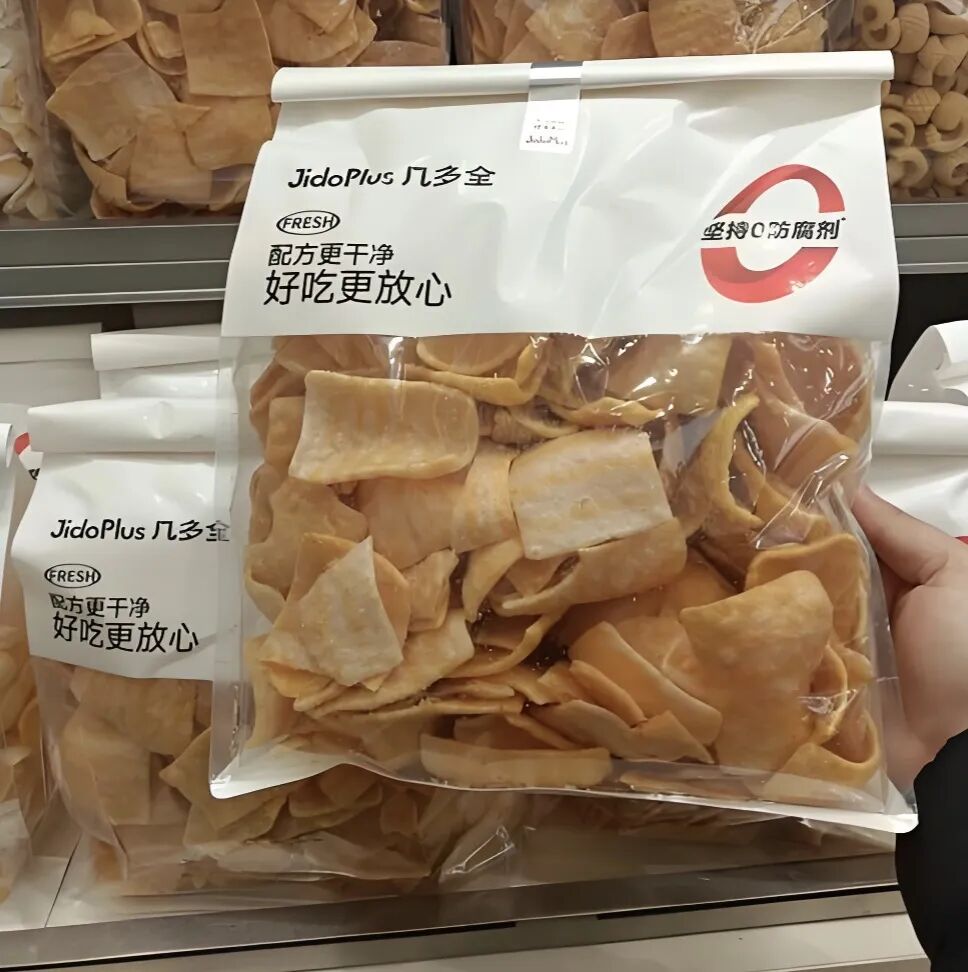 JidoPlus 几多全
FRESH
配方更干净
好吃更放心
坚持0防腐剂
JidoPlus 几多全
FRESH
配方更干净
好吃更放心